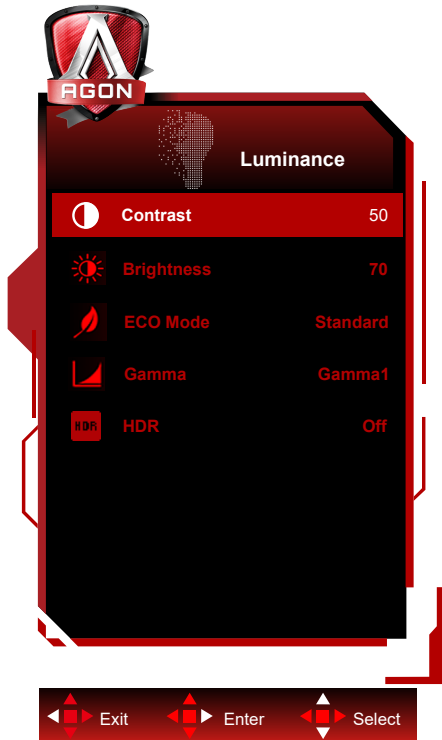 AGON
Luminance
Contrast 50
Brightness 70
ECO Mode Standard
Gamma Gamma1
HDR HDR Off
Exit Enter Select